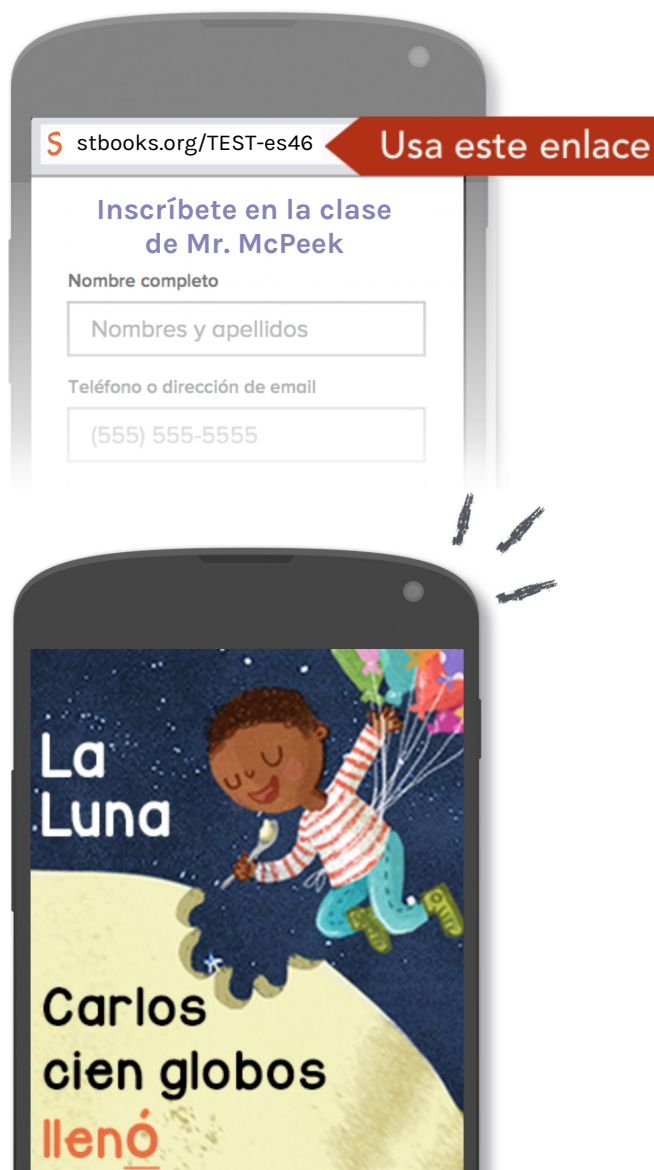 S stbooks.org/TEST-es46
Usa este enlace
Inscríbete en la clase
de Mr. McPeek
Nombre completo
Nombres y apellidos
Teléfono o dirección de email
(555) 555-5555
La
Luna
Carlos
cien globos
llenó